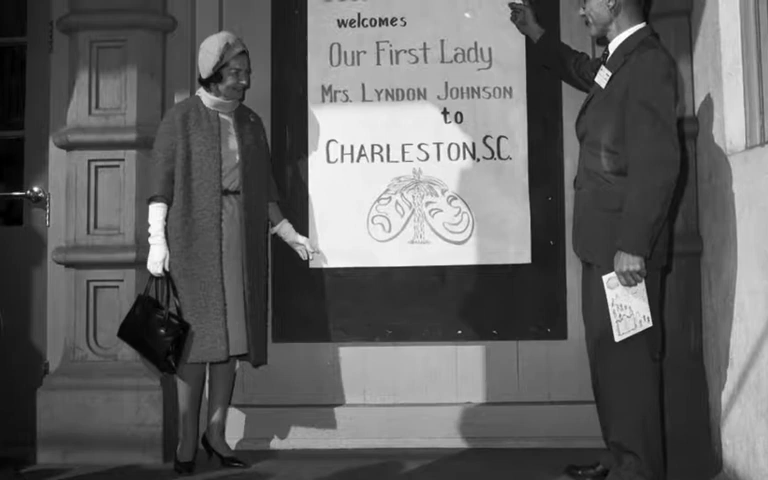 welcomes
Our First Lady
Mrs. Lyndon Johnson
to
Charleston, S.C.